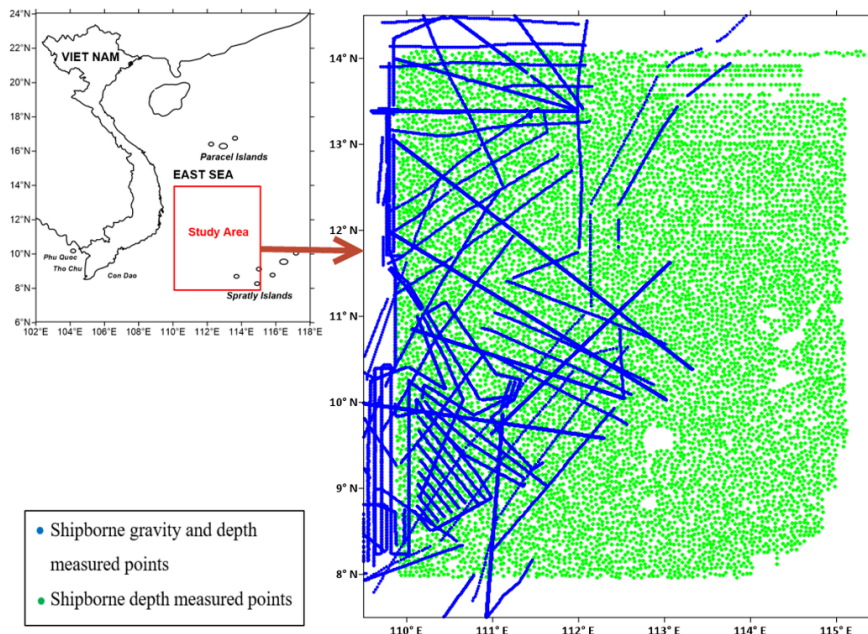 24°N
22°N
20°N
18°N
16°N
14°N
12°N
10°N
8°N
6°N
102°E 104°E 106°E 108°E 110°E 112°E 114°E 116°E 118°E
VIET NAM
Paracel Islands
EAST SEA
Study Area
Phu Quoc
Tho Chu
Con Dao
Spratly Islands
14° N
13° N
12° N
11° N
10° N
9° N
8° N
110° E 111° E 112° E 113° E 114° E 115° E
Shipborne gravity and depth
measured points
Shipborne depth measured points